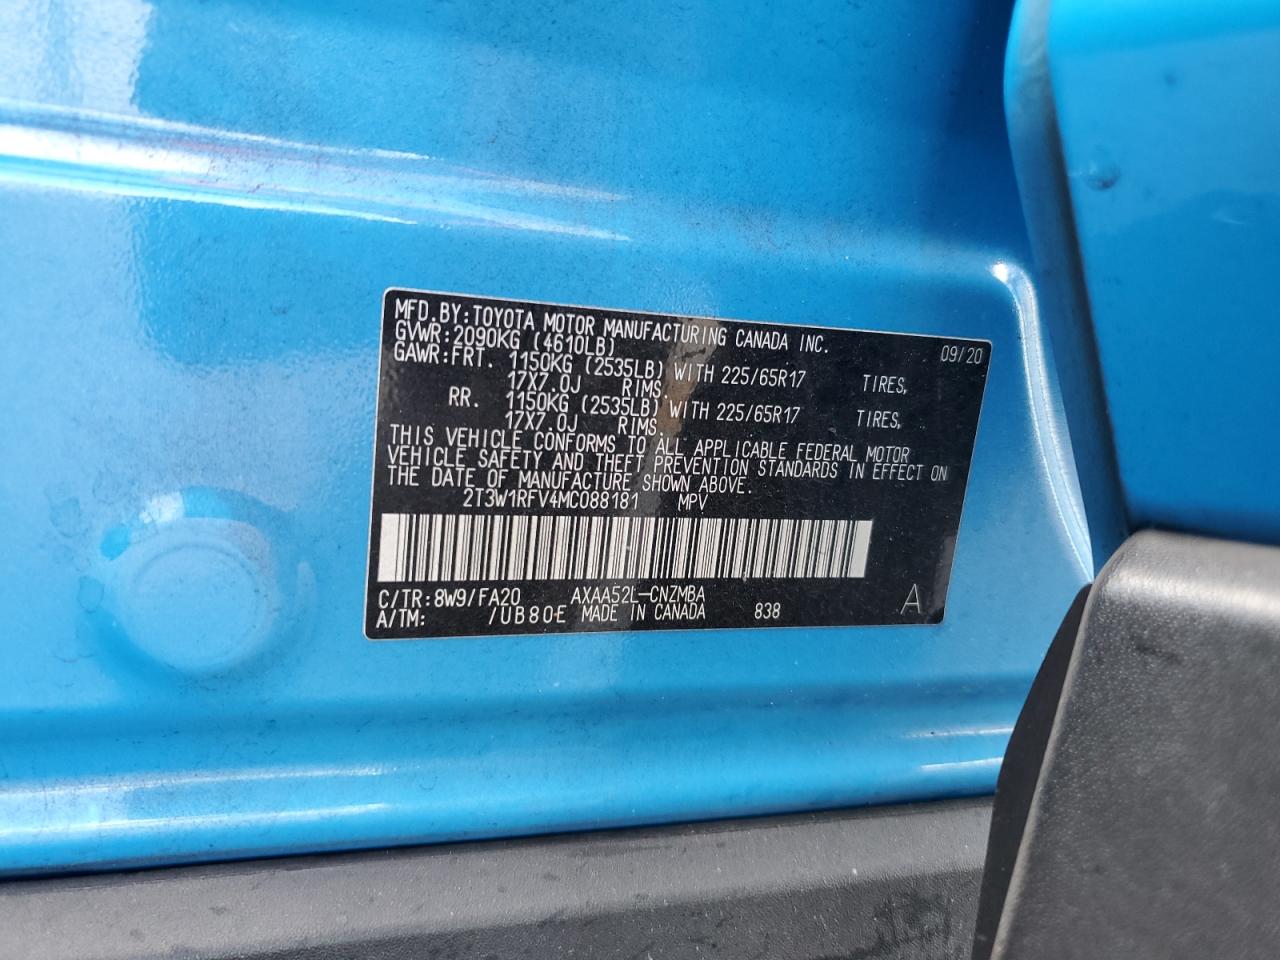 MFD.BY:TOYOTA MOTOR MANUFACTURING CANADA INC. 09/20
GVWR:2090KG (4610LB)
GAWR:FRT. 1150KG (2535LB) WITH 225/65R17 TIRES,
17X7.0J RIMS.
RR. 1150KG (2535LB) WITH 225/65R17 TIRES,
17X7.0J RIMS.
THIS VEHICLE CONFORMS TO ALL APPLICABLE FEDERAL MOTOR
VEHICLE SAFETY AND THEFT PREVENTION STANDARDS IN EFFECT ON
THE DATE OF MANUFACTURE SHOWN ABOVE.
2T3W1RFV4MC088181 MPV
C/TR:8W9/FA20 AXAA52L-CNZMBA
A/TM: /UB80E MADE IN CANADA 838 A